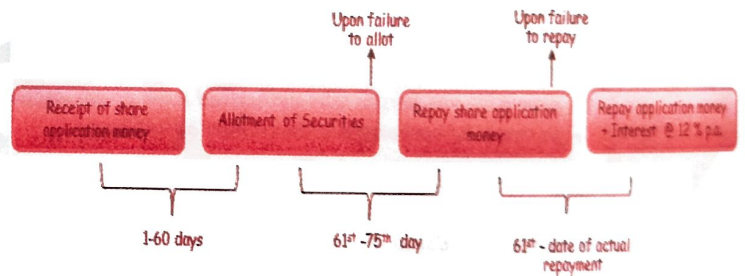 Upon failure
to allot
Upon failure
to repay
Receipt of share
application money
Allotment of Securities
Repay share application
money
Repay application money
+ Interest @ 12 % p.a.
1-60 days
61st -75th day
61st - date of actual
repayment